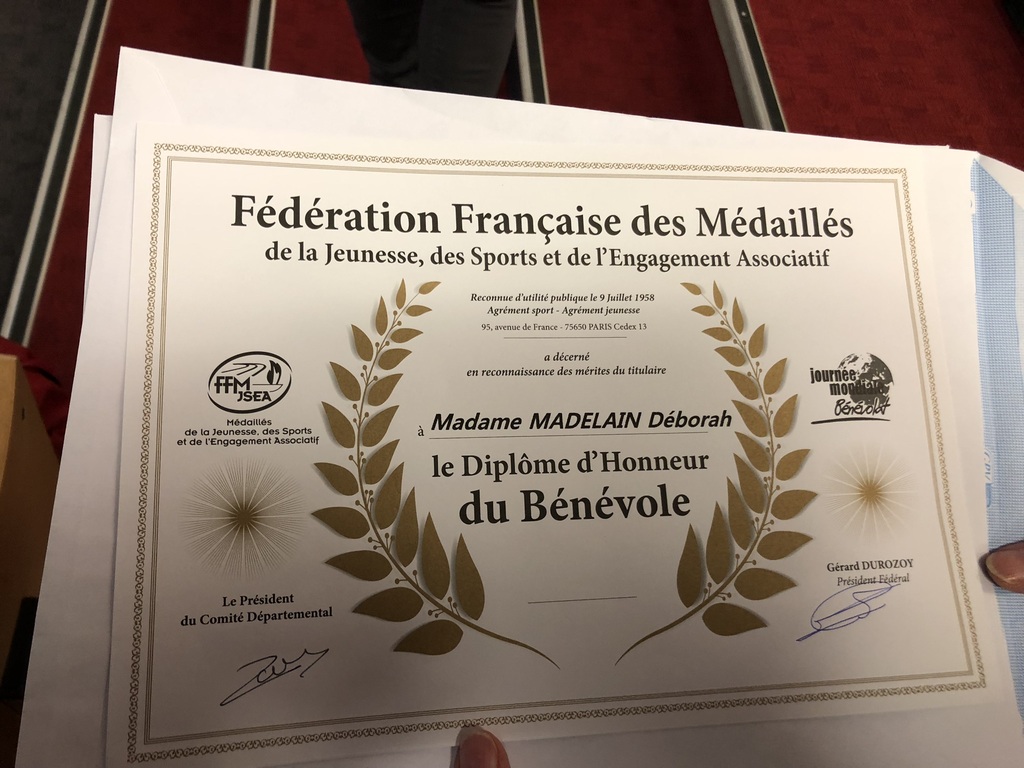 Fédération Française des Médaillés
de la Jeunesse, des Sports et de l'Engagement Associatif
Reconnue d'utilité publique le 9 Juillet 1958
Agrément sport - Agrément jeunesse
95, avenue de France - 75650 PARIS Cedex 13
a décerné
en reconnaissance des mérites du titulaire
FFM
JSEA
Médaillés
de la Jeunesse, des Sports
et de l'Engagement Associatif
journée
mondiale
Bénévolat
à Madame MADELAIN Déborah
le Diplôme d'Honneur
du Bénévole
Le Président
du Comité Départemental
Gérard DUROZOY
Président Fédéral